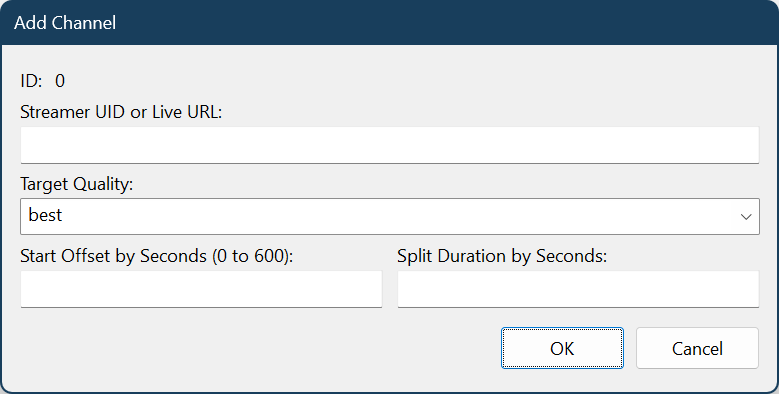 Add Channel
ID: 0
Streamer UID or Live URL:
Target Quality:
best
Start Offset by Seconds (0 to 600): Split Duration by Seconds:
OK Cancel